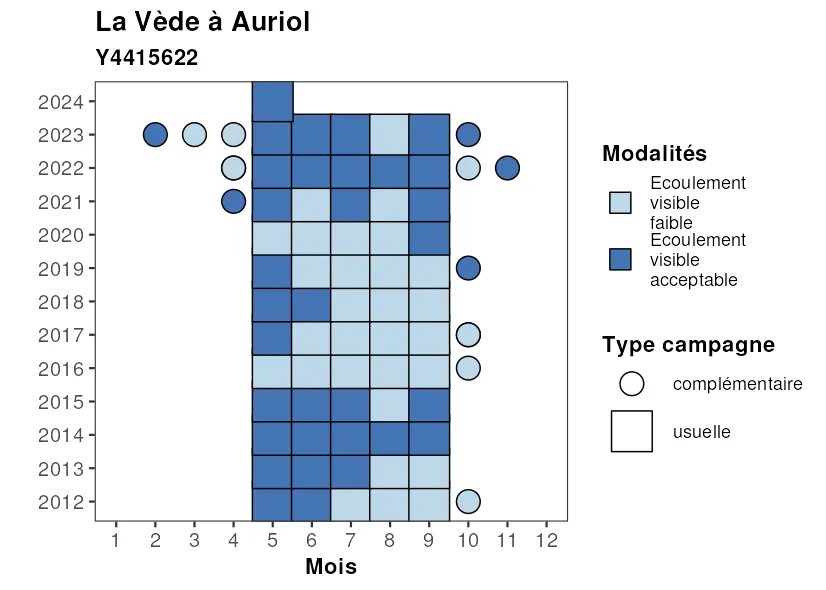 La Vède à Auriol
Y4415622
2024
2023
2022
2021
2020
2019
2018
2017
2016
2015
2014
2013
2012
1 2 3 4 5 6 7 8 9 10 11 12
Mois
Modalités
Ecoulement
visible
faible
Ecoulement
visible
acceptable
Type campagne
complémentaire
usuelle